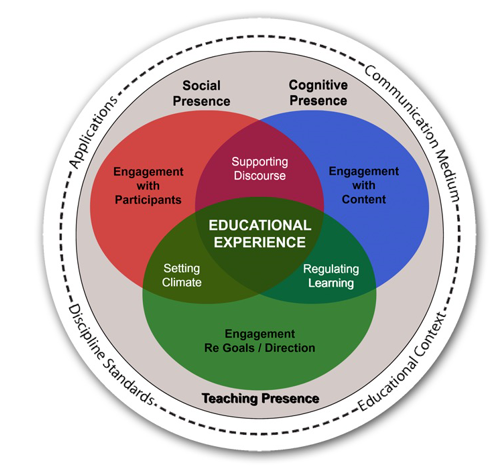 Social
Presence
Cognitive
Presence
Applications
Communication Medium
Engagement
with
Participants
Supporting
Discourse
Engagement
with
Content
EDUCATIONAL
EXPERIENCE
Setting
Climate
Regulating
Learning
Engagement
Re Goals / Direction
Teaching Presence
Discipline Standards
Educational Context